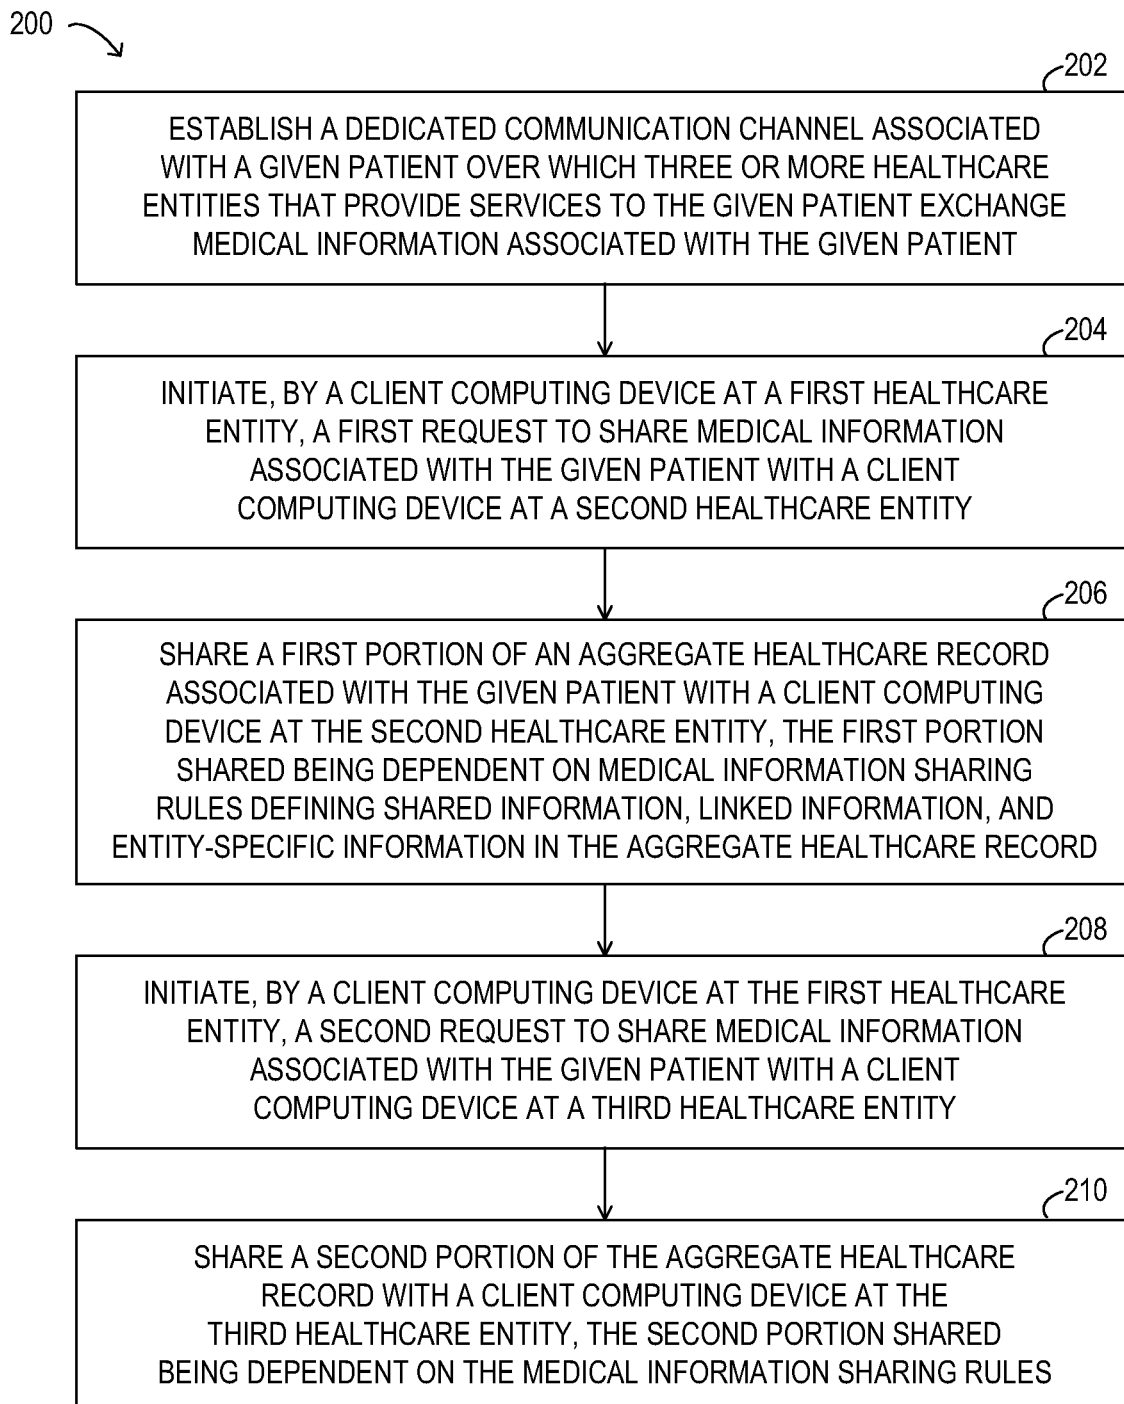 200
202
ESTABLISH A DEDICATED COMMUNICATION CHANNEL ASSOCIATED
WITH A GIVEN PATIENT OVER WHICH THREE OR MORE HEALTHCARE
ENTITIES THAT PROVIDE SERVICES TO THE GIVEN PATIENT EXCHANGE
MEDICAL INFORMATION ASSOCIATED WITH THE GIVEN PATIENT
204
INITIATE, BY A CLIENT COMPUTING DEVICE AT A FIRST HEALTHCARE
ENTITY, A FIRST REQUEST TO SHARE MEDICAL INFORMATION
ASSOCIATED WITH THE GIVEN PATIENT WITH A CLIENT
COMPUTING DEVICE AT A SECOND HEALTHCARE ENTITY
206
SHARE A FIRST PORTION OF AN AGGREGATE HEALTHCARE RECORD
ASSOCIATED WITH THE GIVEN PATIENT WITH A CLIENT COMPUTING
DEVICE AT THE SECOND HEALTHCARE ENTITY, THE FIRST PORTION
SHARED BEING DEPENDENT ON MEDICAL INFORMATION SHARING
RULES DEFINING SHARED INFORMATION, LINKED INFORMATION, AND
ENTITY-SPECIFIC INFORMATION IN THE AGGREGATE HEALTHCARE RECORD
208
INITIATE, BY A CLIENT COMPUTING DEVICE AT THE FIRST HEALTHCARE
ENTITY, A SECOND REQUEST TO SHARE MEDICAL INFORMATION
ASSOCIATED WITH THE GIVEN PATIENT WITH A CLIENT
COMPUTING DEVICE AT A THIRD HEALTHCARE ENTITY
210
SHARE A SECOND PORTION OF THE AGGREGATE HEALTHCARE
RECORD WITH A CLIENT COMPUTING DEVICE AT THE
THIRD HEALTHCARE ENTITY, THE SECOND PORTION SHARED
BEING DEPENDENT ON THE MEDICAL INFORMATION SHARING RULES